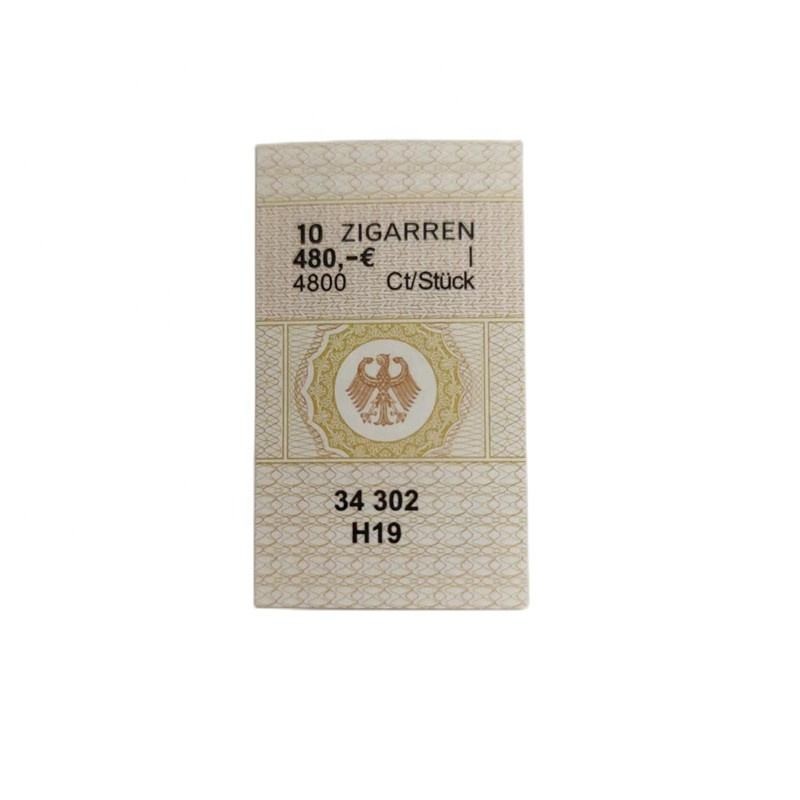 10 ZIGARREN
480,-€ |
4800 Ct/Stück
34 302
H19